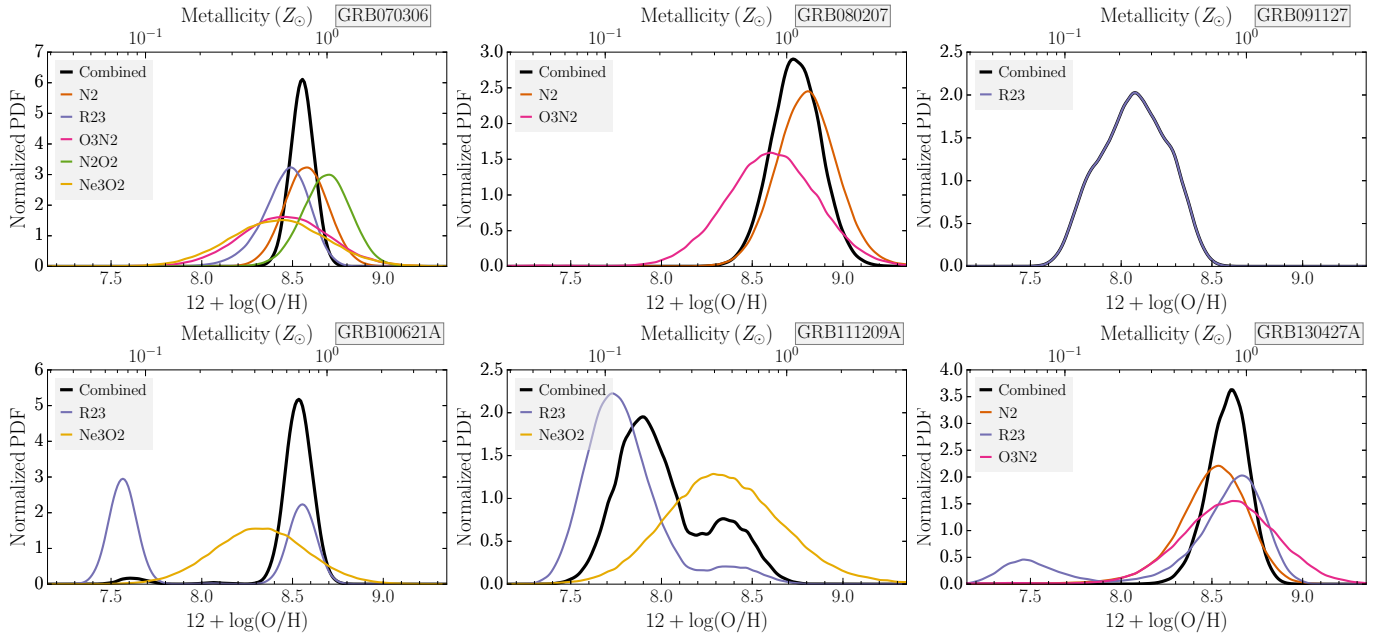 Metallicity (Z⊙) GRB070306
10⁻¹ 10⁰
Normalized PDF
7
6
5
4
3
2
1
0
Combined
N2
R23
O3N2
N2O2
Ne3O2
7.5 8.0 8.5 9.0
12 + log(O/H)
Metallicity (Z⊙) GRB080207
10⁻¹ 10⁰
Normalized PDF
3.0
2.5
2.0
1.5
1.0
0.5
0.0
Combined
N2
O3N2
7.5 8.0 8.5 9.0
12 + log(O/H)
Metallicity (Z⊙) GRB091127
10⁻¹ 10⁰
Normalized PDF
2.5
2.0
1.5
1.0
0.5
0.0
Combined
R23
7.5 8.0 8.5 9.0
12 + log(O/H)
Metallicity (Z⊙) GRB100621A
10⁻¹ 10⁰
Normalized PDF
6
5
4
3
2
1
0
Combined
R23
Ne3O2
7.5 8.0 8.5 9.0
12 + log(O/H)
Metallicity (Z⊙) GRB111209A
10⁻¹ 10⁰
Normalized PDF
2.5
2.0
1.5
1.0
0.5
0.0
Combined
R23
Ne3O2
7.5 8.0 8.5 9.0
12 + log(O/H)
Metallicity (Z⊙) GRB130427A
10⁻¹ 10⁰
Normalized PDF
4.0
3.5
3.0
2.5
2.0
1.5
1.0
0.5
0.0
Combined
N2
R23
O3N2
7.5 8.0 8.5 9.0
12 + log(O/H)